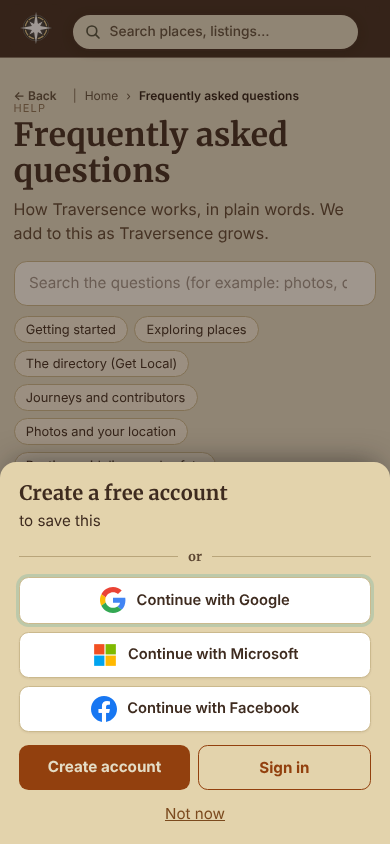 Search places, listings...
← Back | Home › Frequently asked questions
HELP
Frequently asked
questions
How Traversence works, in plain words. We
add to this as Traversence grows.
Search the questions (for example: photos, c
Getting started
Exploring places
The directory (Get Local)
Journeys and contributors
Photos and your location
Create a free account
to save this
or
Continue with Google
Continue with Microsoft
Continue with Facebook
Create account
Sign in
Not now